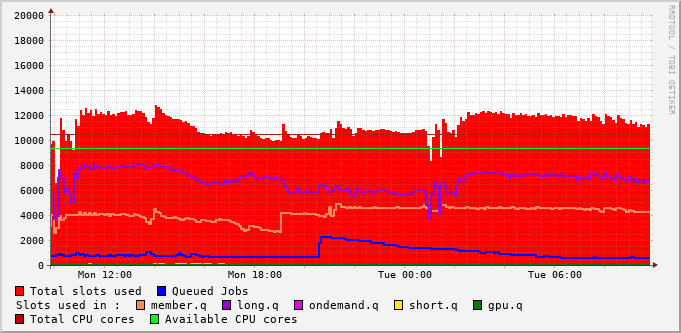 20000
18000
16000
14000
12000
10000
8000
6000
4000
2000
0
Mon 12:00 Mon 18:00 Tue 00:00 Tue 06:00
RRDTOOL / TOBI OETIKER
Total slots used Queued Jobs
Slots used in : member.q long.q ondemand.q short.q gpu.q
Total CPU cores Available CPU cores